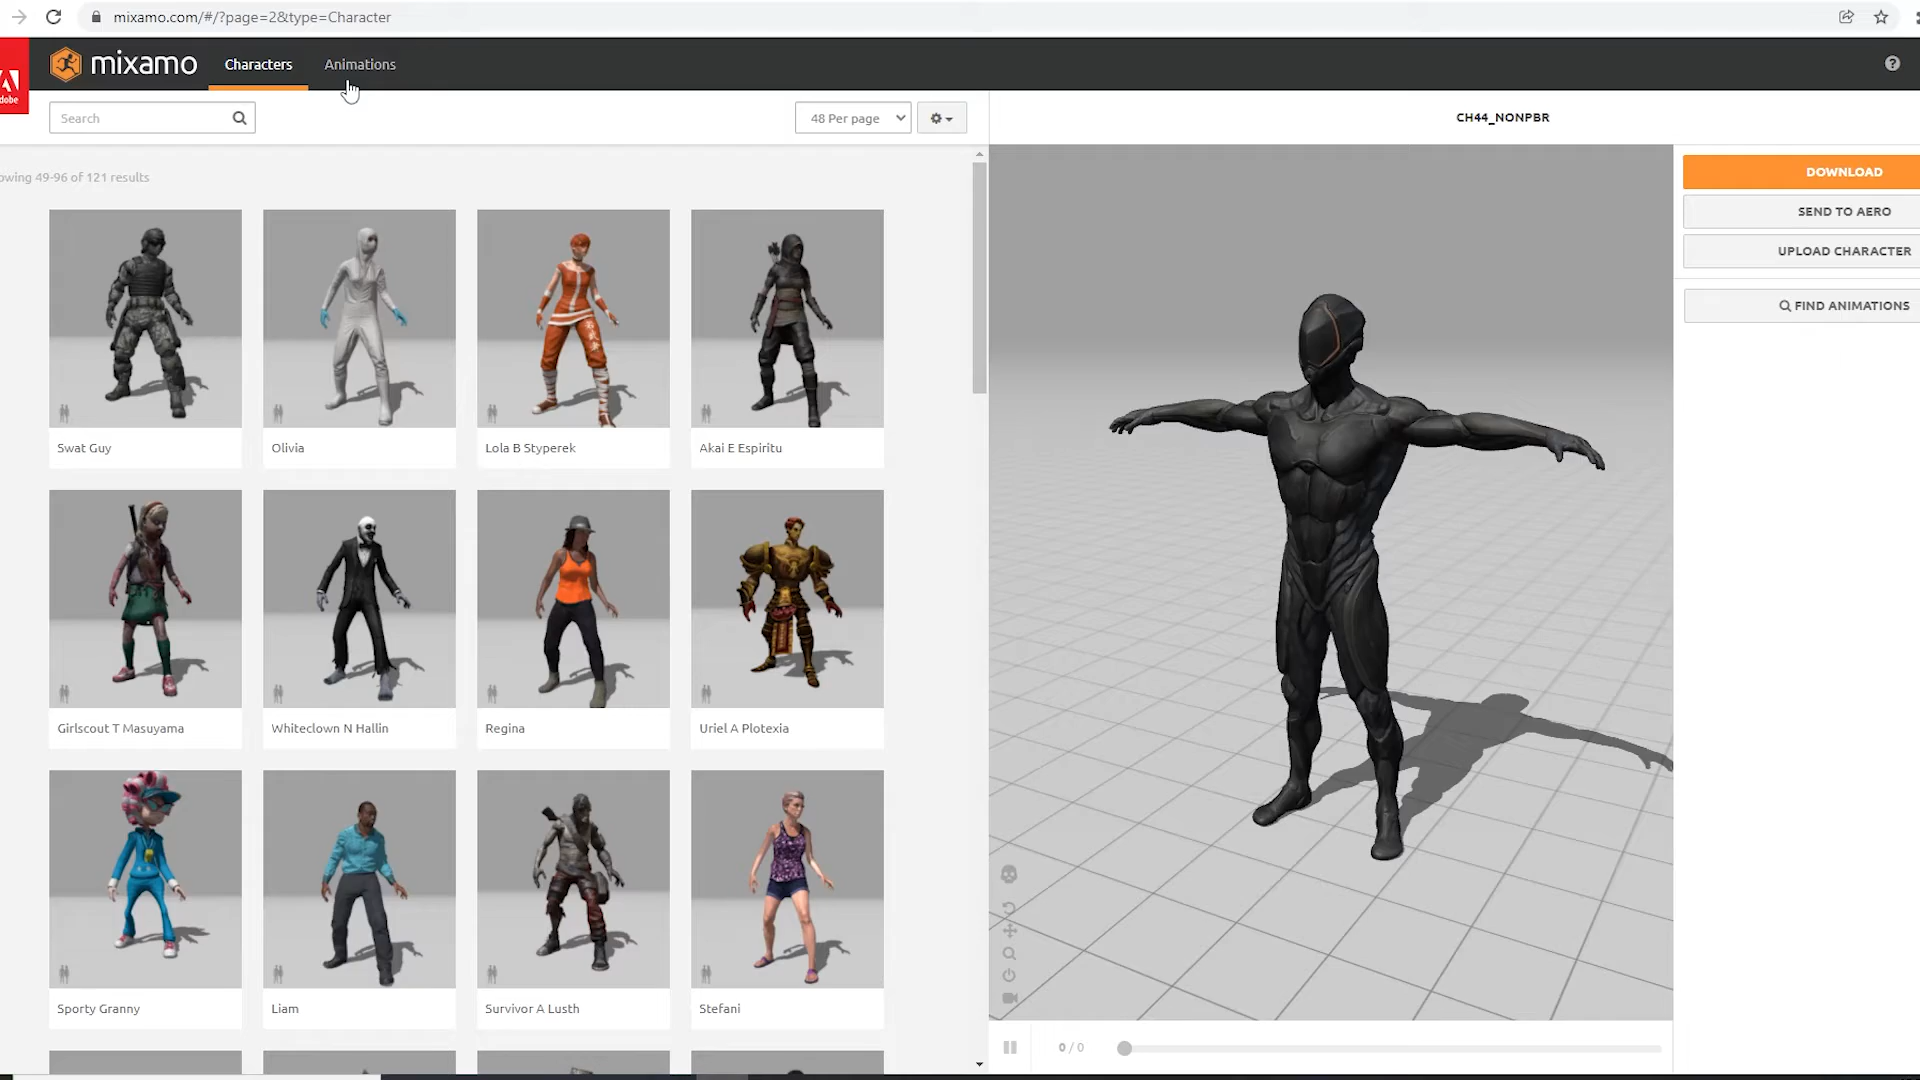 mixamo.com/#/?page=2&type=Character
mixamo
Characters
Animations
dobe
Search
48 Per page
CH44_NONPBR
owing 49-96 of 121 results
DOWNLOAD
SEND TO AERO
UPLOAD CHARACTER
FIND ANIMATIONS
Swat Guy
Olivia
Lola B Styperek
Akai E Espiritu
Girlscout T Masuyama
Whiteclown N Hallin
Regina
Uriel A Plotexia
Sporty Granny
Liam
Survivor A Lusth
Stefani
0 / 0